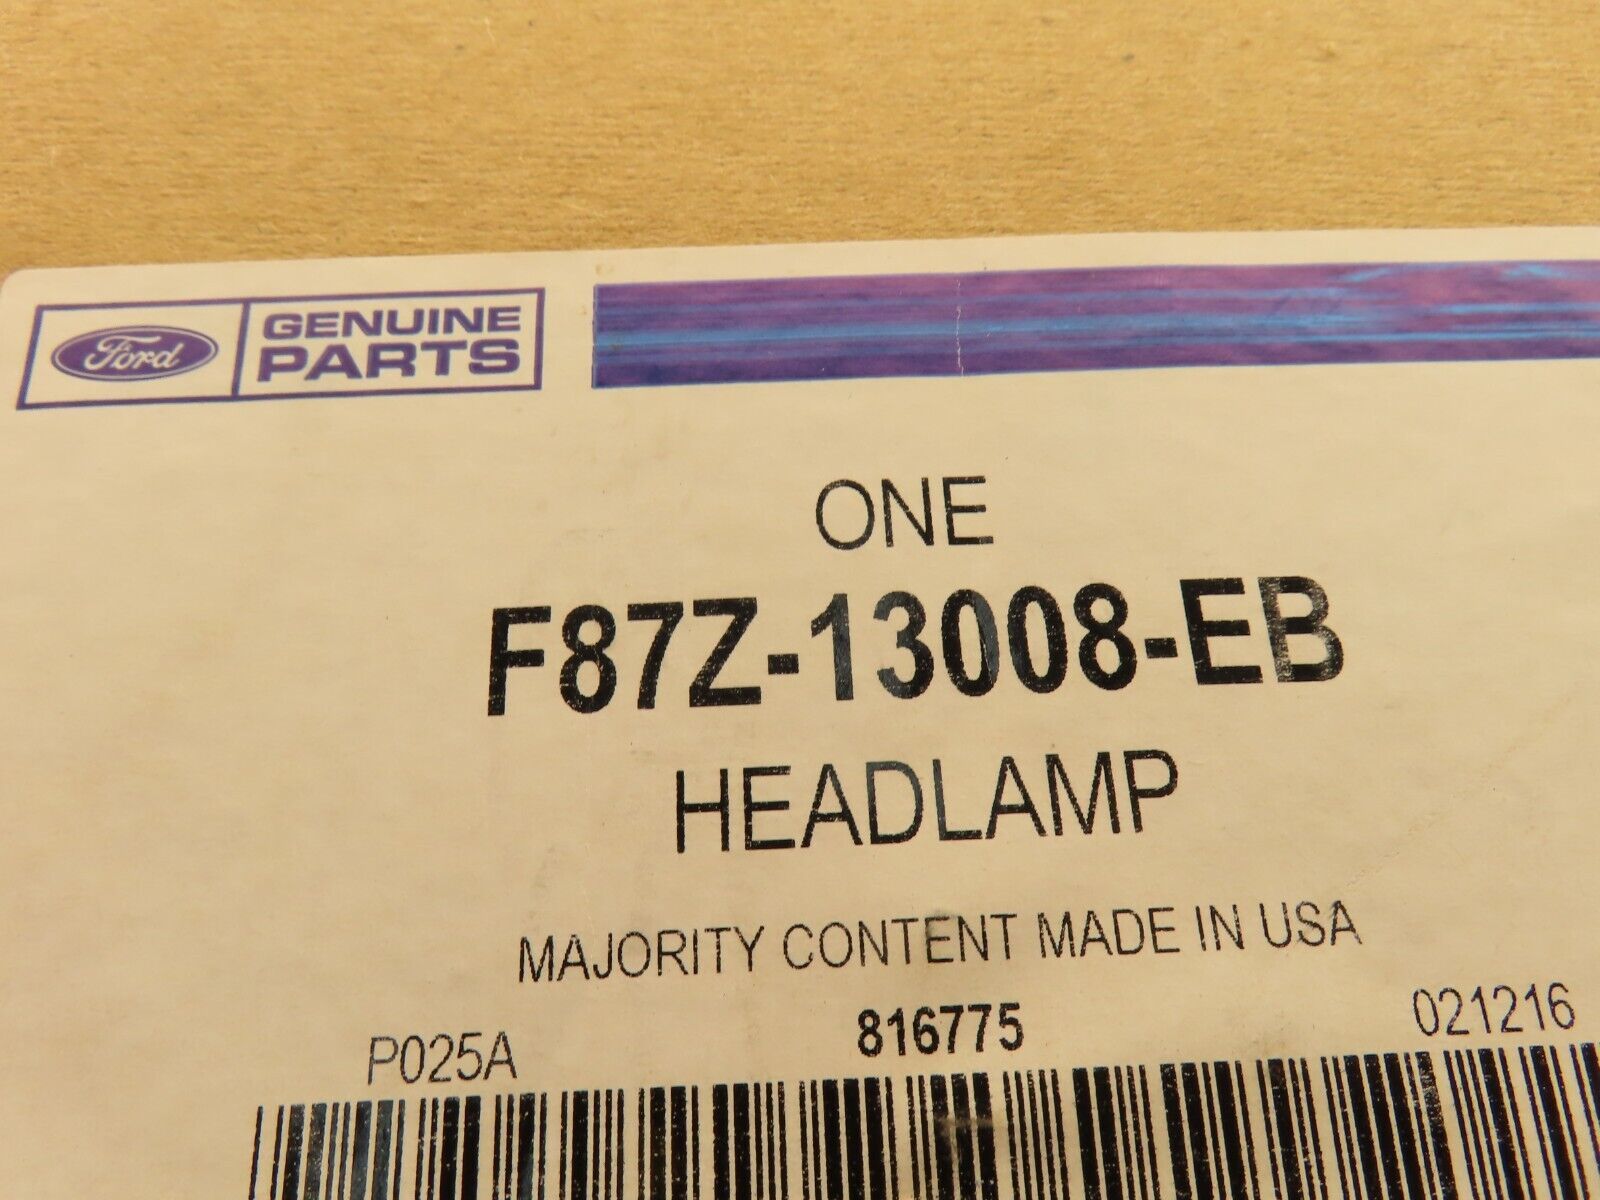 Ford GENUINE
PARTS
ONE
F87Z-13008-EB
HEADLAMP
MAJORITY CONTENT MADE IN USA
P025A 816775 021216